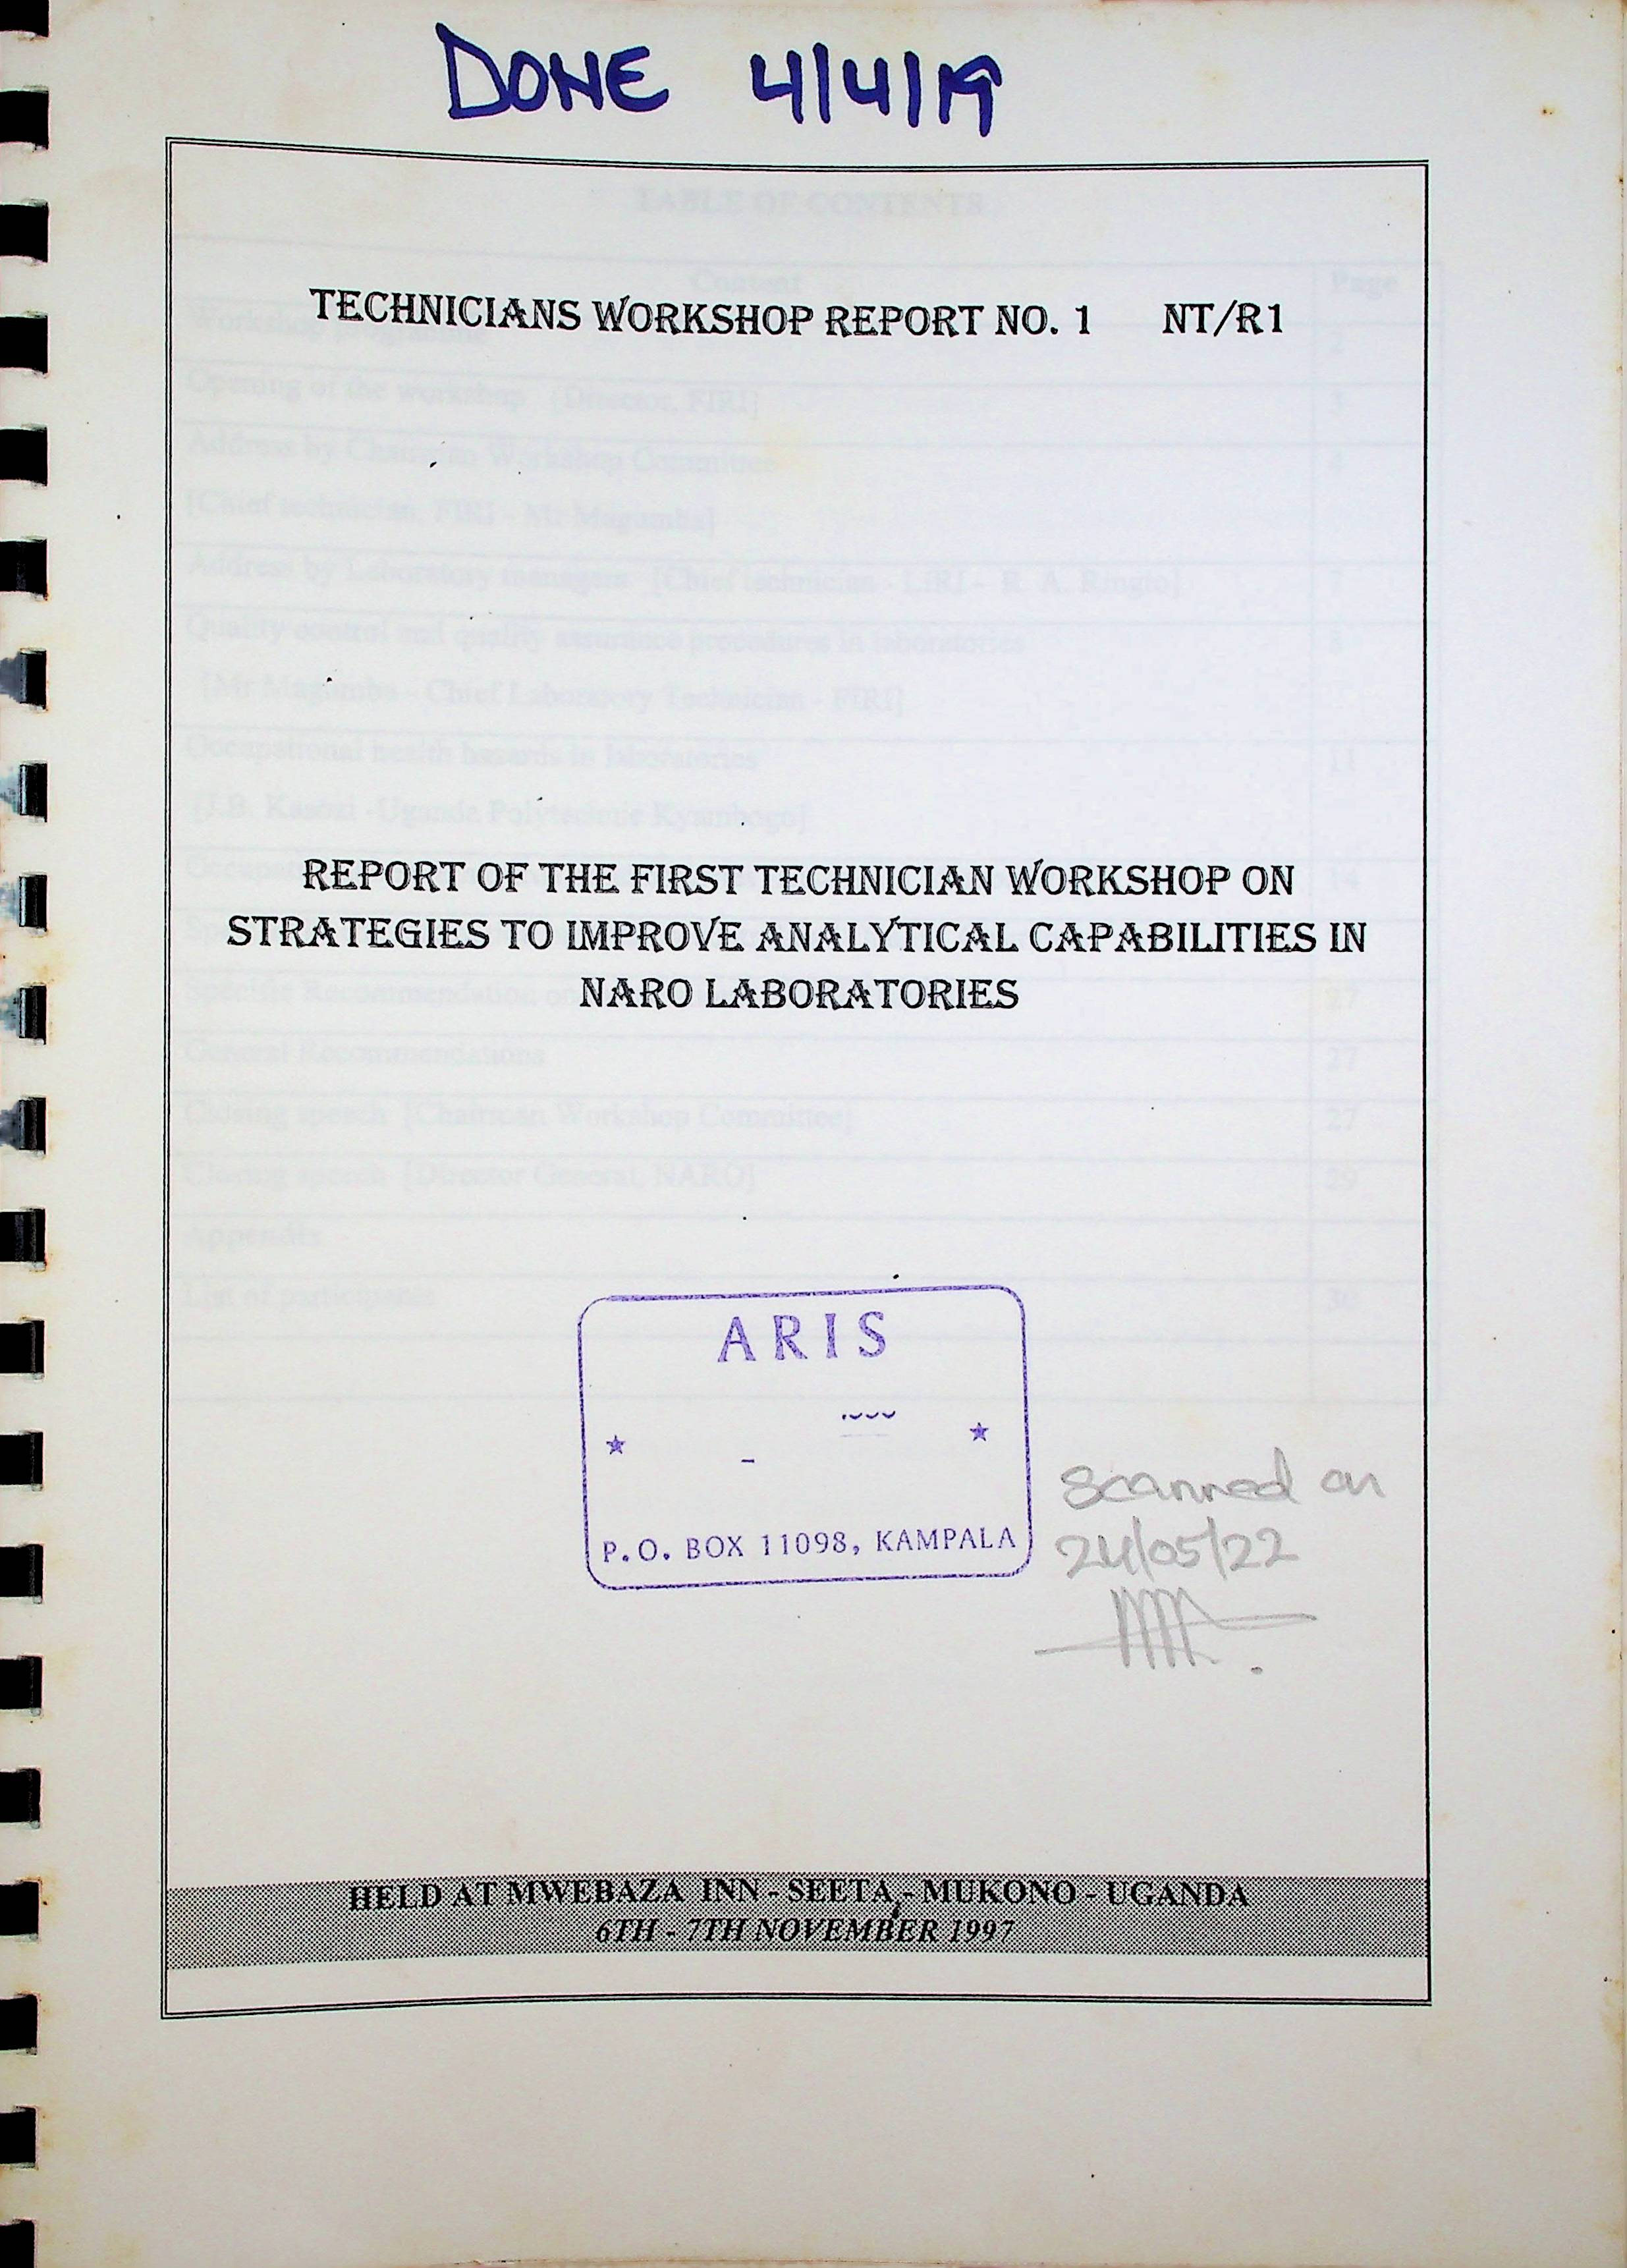 DONE 4/4/19
TECHNICIANS WORKSHOP REPORT NO. 1 NT/R1
REPORT OF THE FIRST TECHNICIAN WORKSHOP ON
STRATEGIES TO IMPROVE ANALYTICAL CAPABILITIES IN
NARO LABORATORIES
ARIS
P.O. BOX 11098, KAMPALA
Scanned on
24/05/22
HELD AT MWEBAZA INN - SEETA - MUKONO - UGANDA
6TH - 7TH NOVEMBER 1997